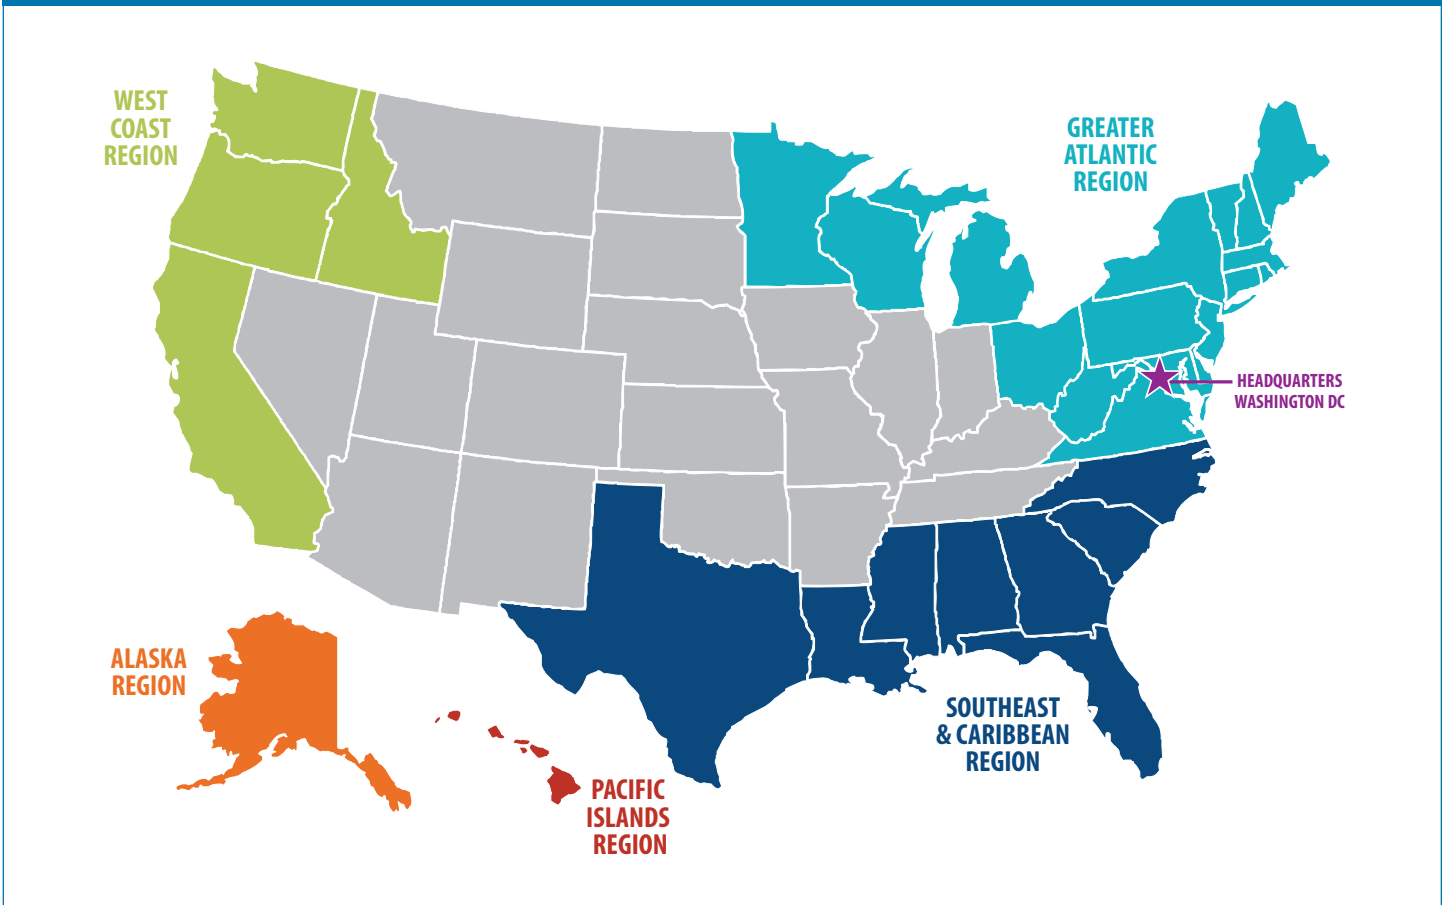 WEST
COAST
REGION
GREATER
ATLANTIC
REGION
HEADQUARTERS
WASHINGTON DC
ALASKA
REGION
SOUTHEAST
& CARIBBEAN
REGION
PACIFIC
ISLANDS
REGION